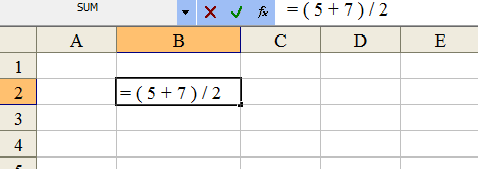 SUM fx = ( 5 + 7 ) / 2
A B C D E
1
2 = ( 5 + 7 ) / 2
3
4